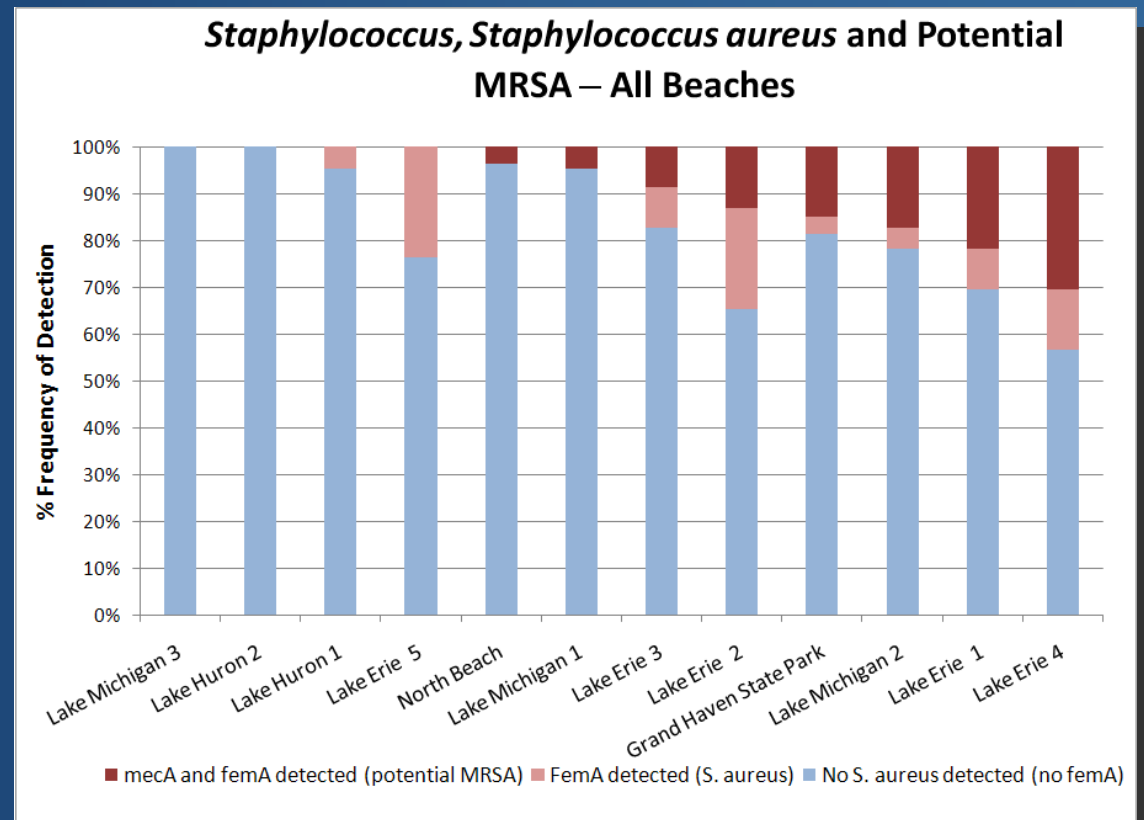 Staphylococcus, Staphylococcus aureus and Potential
MRSA – All Beaches
% Frequency of Detection
100%
90%
80%
70%
60%
50%
40%
30%
20%
10%
0%
Lake Michigan 3
Lake Huron 2
Lake Huron 1
Lake Erie 5
North Beach
Lake Michigan 1
Lake Erie 3
Lake Erie 2
Grand Haven State Park
Lake Michigan 2
Lake Erie 1
Lake Erie 4
mecA and femA detected (potential MRSA) FemA detected (S. aureus) No S. aureus detected (no femA)